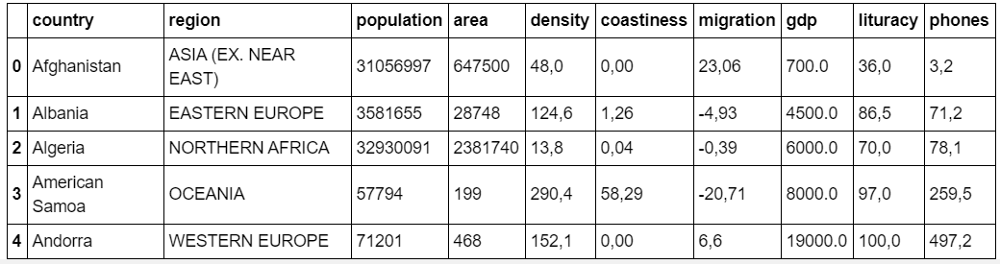 country region population area density coastiness migration gdp lituracy phones
0 Afghanistan ASIA (EX. NEAR EAST) 31056997 647500 48,0 0,00 23,06 700.0 36,0 3,2
1 Albania EASTERN EUROPE 3581655 28748 124,6 1,26 -4,93 4500.0 86,5 71,2
2 Algeria NORTHERN AFRICA 32930091 2381740 13,8 0,04 -0,39 6000.0 70,0 78,1
3 American Samoa OCEANIA 57794 199 290,4 58,29 -20,71 8000.0 97,0 259,5
4 Andorra WESTERN EUROPE 71201 468 152,1 0,00 6,6 19000.0 100,0 497,2